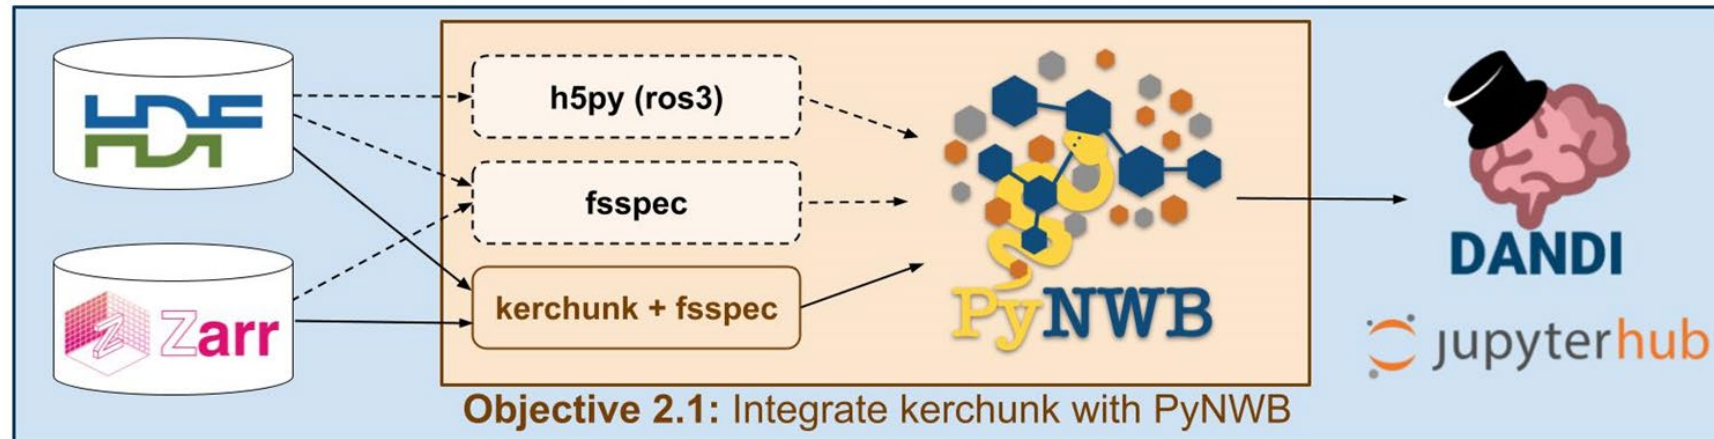 HDF
h5py (ros3)
fsspec
Zarr
kerchunk + fsspec
PyNWB
DANDI
jupyterhub
Objective 2.1: Integrate kerchunk with PyNWB